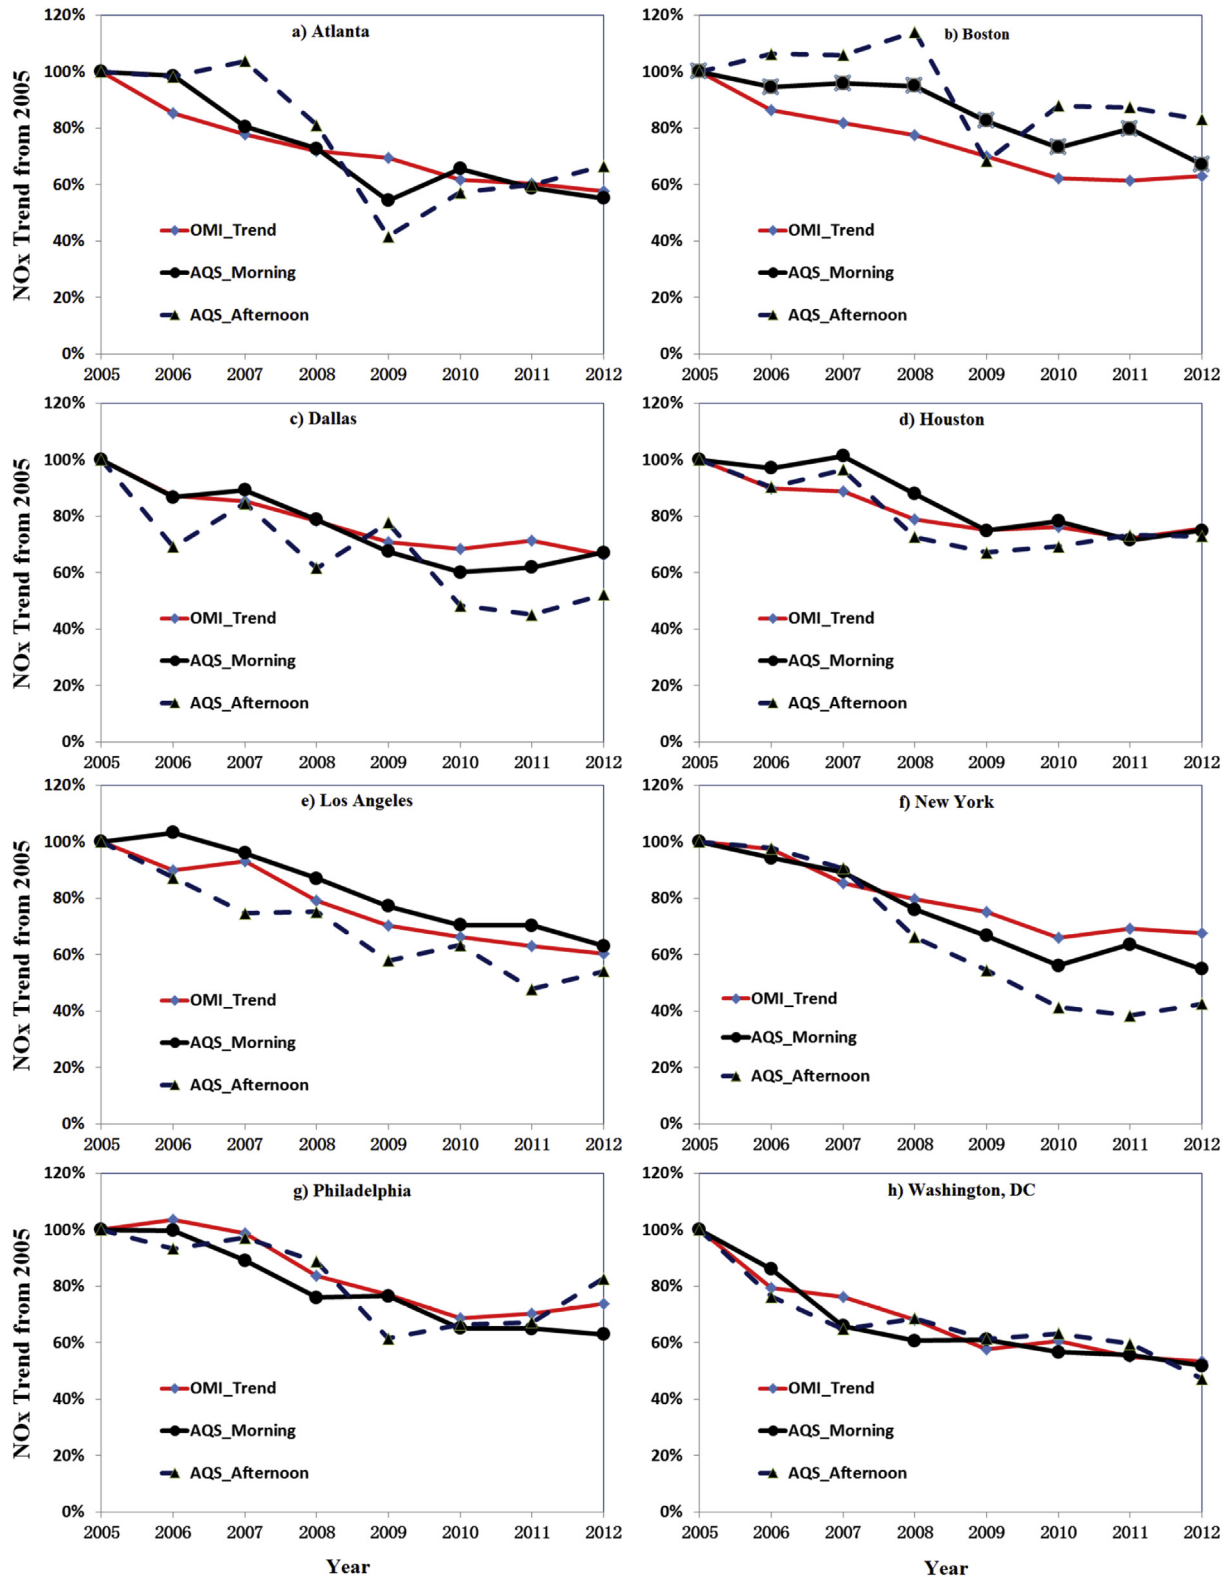 a) Atlanta
NOx Trend from 2005
120%
100%
80%
60%
40%
20%
0%
OMI_Trend
AQS_Morning
AQS_Afternoon
2005 2006 2007 2008 2009 2010 2011 2012
b) Boston
120%
100%
80%
60%
40%
20%
0%
OMI_Trend
AQS_Morning
AQS_Afternoon
2005 2006 2007 2008 2009 2010 2011 2012
c) Dallas
NOx Trend from 2005
120%
100%
80%
60%
40%
20%
0%
OMI_Trend
AQS_Morning
AQS_Afternoon
2005 2006 2007 2008 2009 2010 2011 2012
d) Houston
120%
100%
80%
60%
40%
20%
0%
OMI_Trend
AQS_Morning
AQS_Afternoon
2005 2006 2007 2008 2009 2010 2011 2012
e) Los Angeles
NOx Trend from 2005
120%
100%
80%
60%
40%
20%
0%
OMI_Trend
AQS_Morning
AQS_Afternoon
2005 2006 2007 2008 2009 2010 2011 2012
f) New York
120%
100%
80%
60%
40%
20%
0%
OMI_Trend
AQS_Morning
AQS_Afternoon
2005 2006 2007 2008 2009 2010 2011 2012
g) Philadelphia
NOx Trend from 2005
120%
100%
80%
60%
40%
20%
0%
OMI_Trend
AQS_Morning
AQS_Afternoon
2005 2006 2007 2008 2009 2010 2011 2012
Year
h) Washington, DC
120%
100%
80%
60%
40%
20%
0%
OMI_Trend
AQS_Morning
AQS_Afternoon
2005 2006 2007 2008 2009 2010 2011 2012
Year